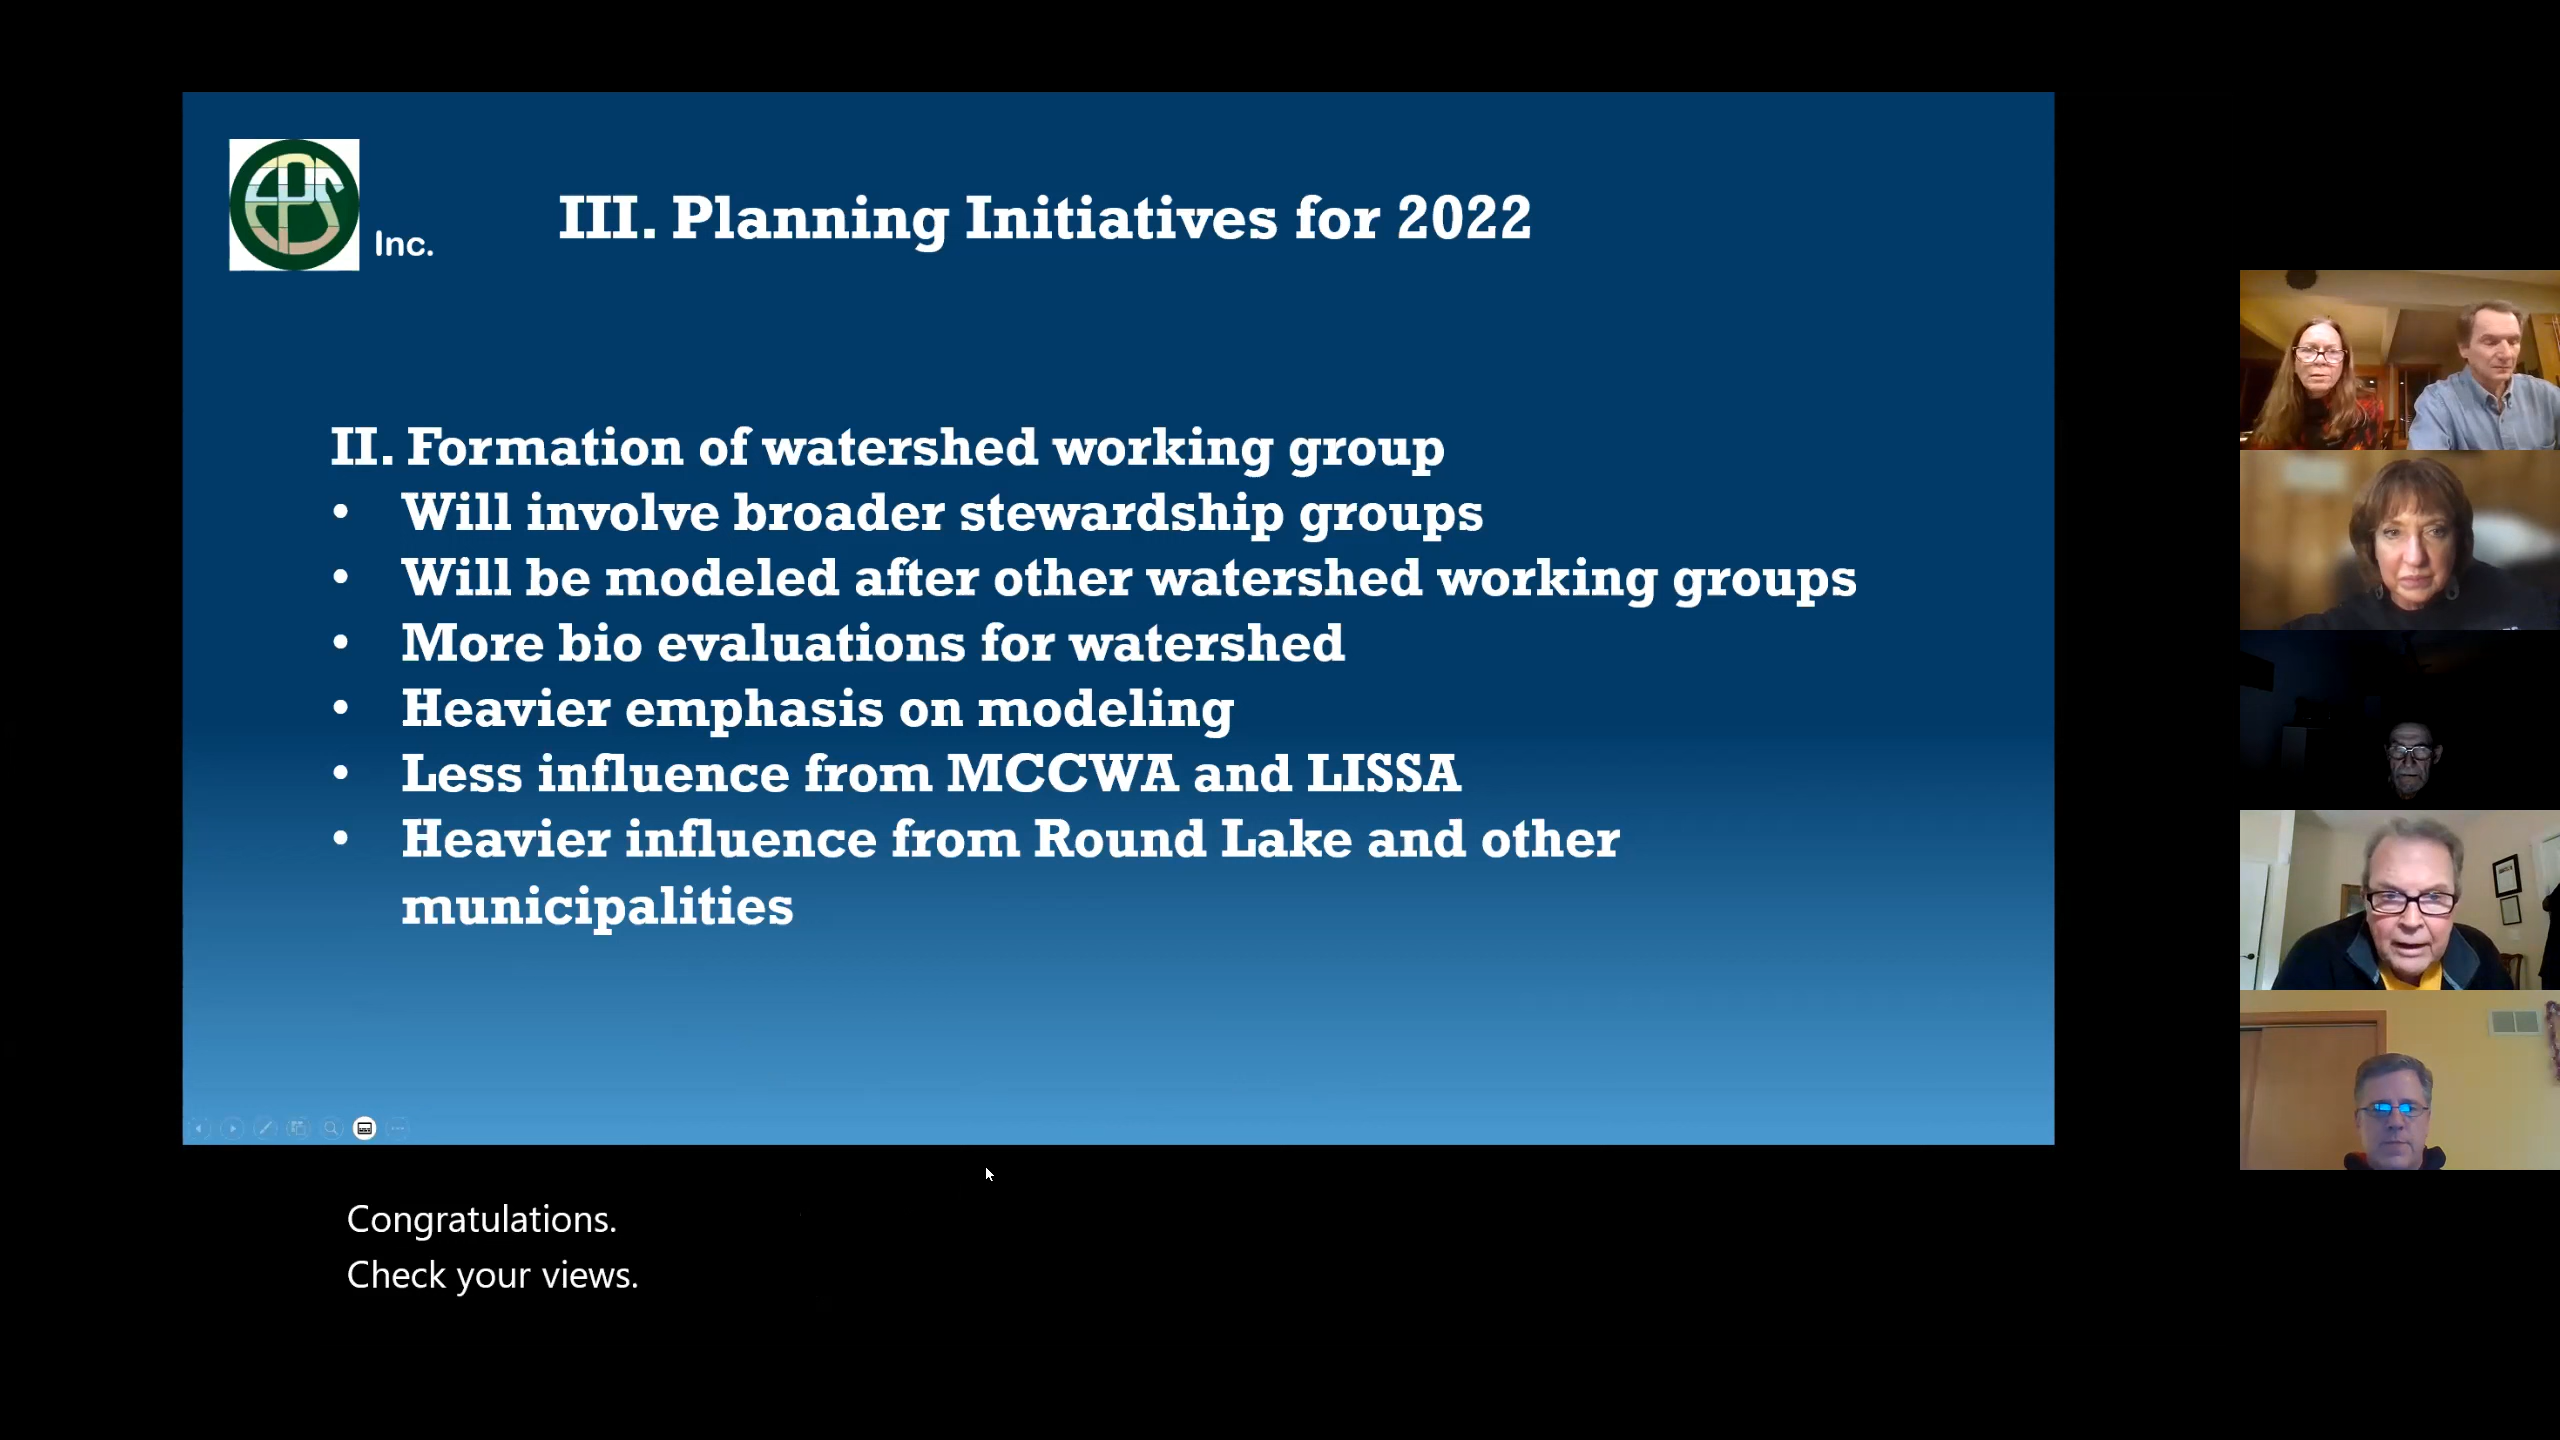 EPS
Inc.
III. Planning Initiatives for 2022
II. Formation of watershed working group
• Will involve broader stewardship groups
• Will be modeled after other watershed working groups
• More bio evaluations for watershed
• Heavier emphasis on modeling
• Less influence from MCCWA and LISSA
• Heavier influence from Round Lake and other
municipalities
Congratulations.
Check your views.